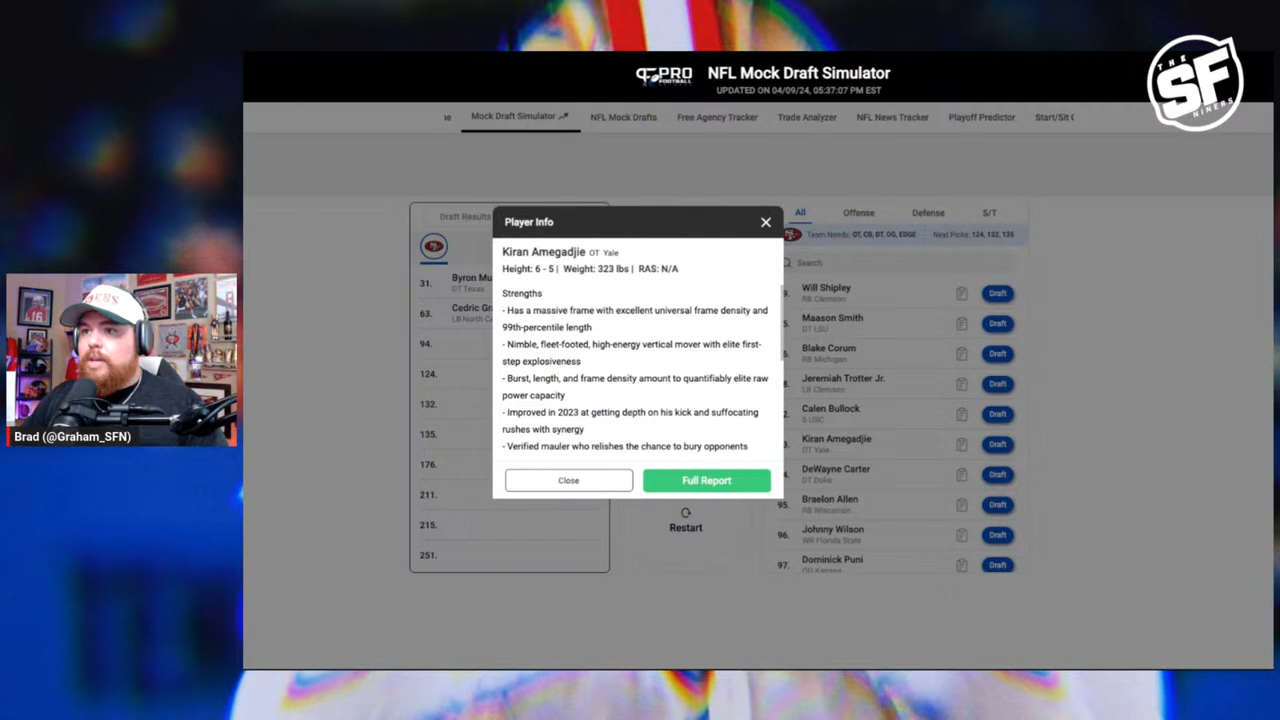 PRO
FOOTBALL
NFL Mock Draft Simulator
UPDATED ON 04/09/24, 05:37:07 PM EST
THE
SF
NINERS
Mock Draft Simulator
NFL Mock Drafts
Free Agency Tracker
Trade Analyzer
NFL News Tracker
Playoff Predictor
Start/Sit
Draft Results
31. Byron Mu
DT Texas
63. Cedric Gr
LB North Ca
94.
124.
132.
135.
176.
211.
215.
251.
Player Info
Kiran Amegadjie OT Yale
Height: 6 - 5 | Weight: 323 lbs | RAS: N/A
Strengths
- Has a massive frame with excellent universal frame density and
99th-percentile length
- Nimble, fleet-footed, high-energy vertical mover with elite first-
step explosiveness
- Burst, length, and frame density amount to quantifiably elite raw
power capacity
- Improved in 2023 at getting depth on his kick and suffocating
rushes with synergy
- Verified mauler who relishes the chance to bury opponents
Close
Full Report
Restart
All
Offense
Defense
S/T
Team Needs: OT, CB, DT, OG, EDGE
Next Picks: 124, 132, 135
Search
Will Shipley
RB Clemson
Draft
Maason Smith
DT LSU
Draft
Blake Corum
RB Michigan
Draft
Jeremiah Trotter Jr.
LB Clemson
Draft
Calen Bullock
S USC
Draft
Kiran Amegadjie
OT Yale
Draft
DeWayne Carter
DT Duke
Draft
95. Braelon Allen
RB Wisconsin
Draft
96. Johnny Wilson
WR Florida State
Draft
97. Dominick Puni
OG Kansas
Draft
Brad (@Graham_SFN)